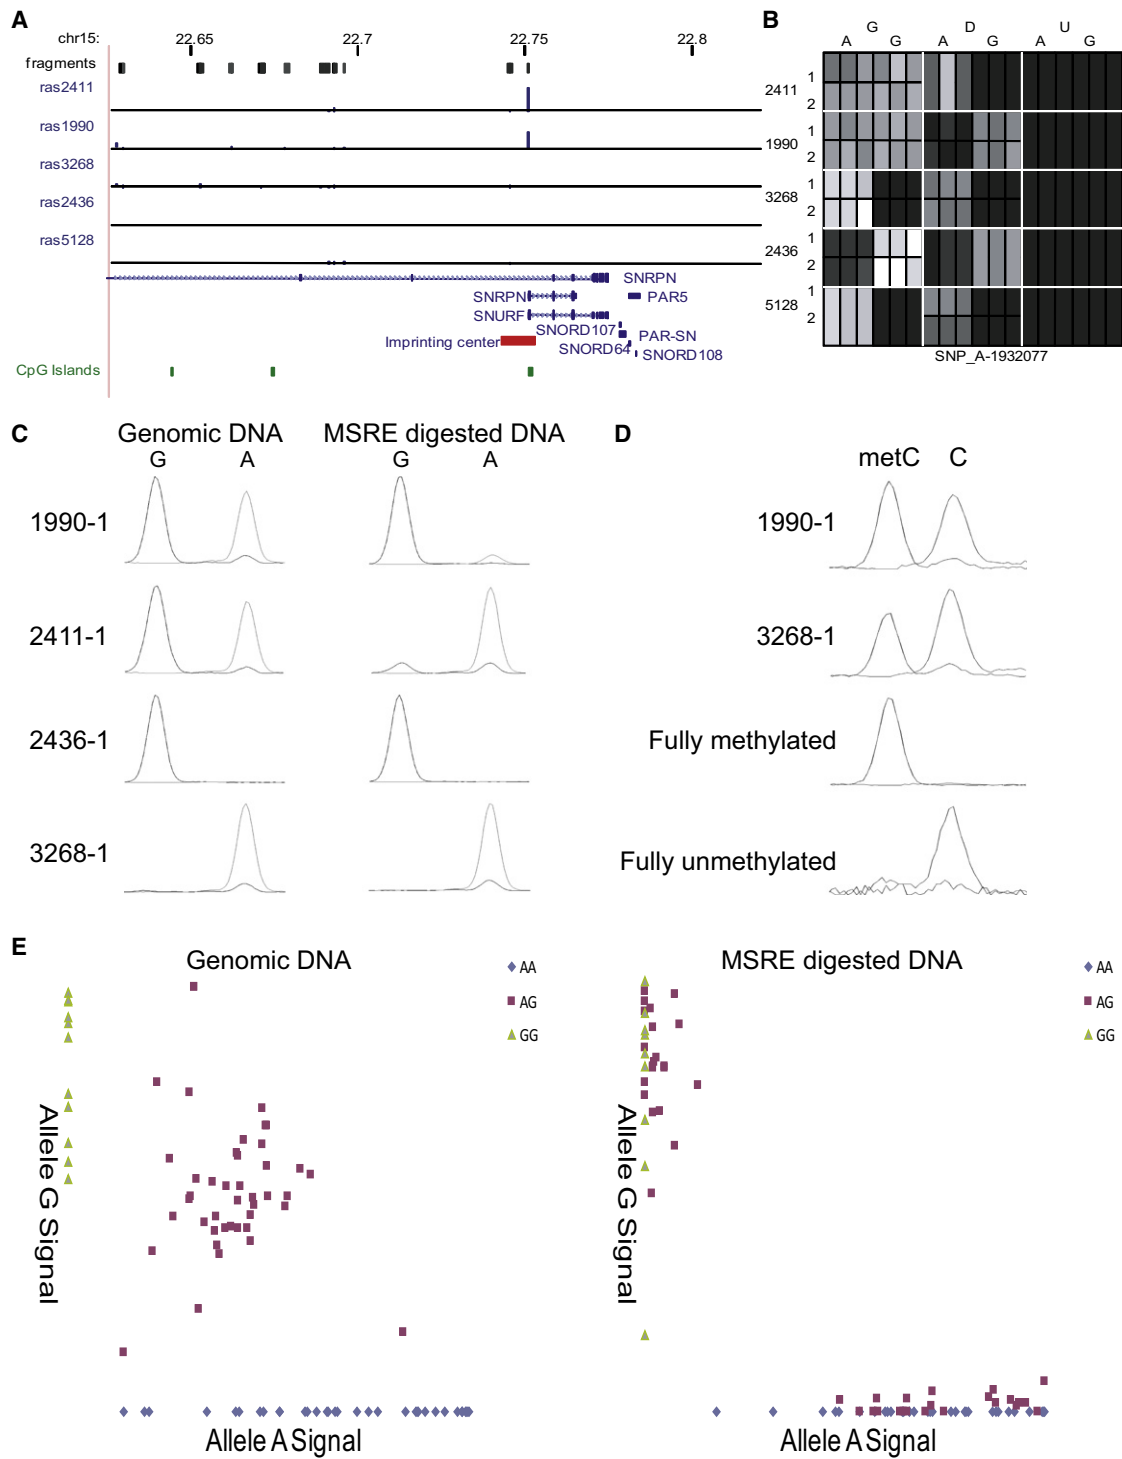 A
chr15: 22.65 22.7 22.75 22.8
fragments
ras2411
ras1990
ras3268
ras2436
ras5128
SNRPN
SNRPN PAR5
SNURF
SNORD107 PAR-SN
Imprinting center SNORD64
SNORD108
CpG Islands
B
G D U
A G A G A G
2411 1 2
1990 1 2
3268 1 2
2436 1 2
5128 1 2
SNP_A-1932077
C
Genomic DNA MSRE digested DNA
G A G A
1990-1
2411-1
2436-1
3268-1
D
metC C
1990-1
3268-1
Fully methylated
Fully unmethylated
E
Genomic DNA
AA
AG
GG
Allele G Signal
Allele A Signal
MSRE digested DNA
AA
AG
GG
Allele G Signal
Allele A Signal